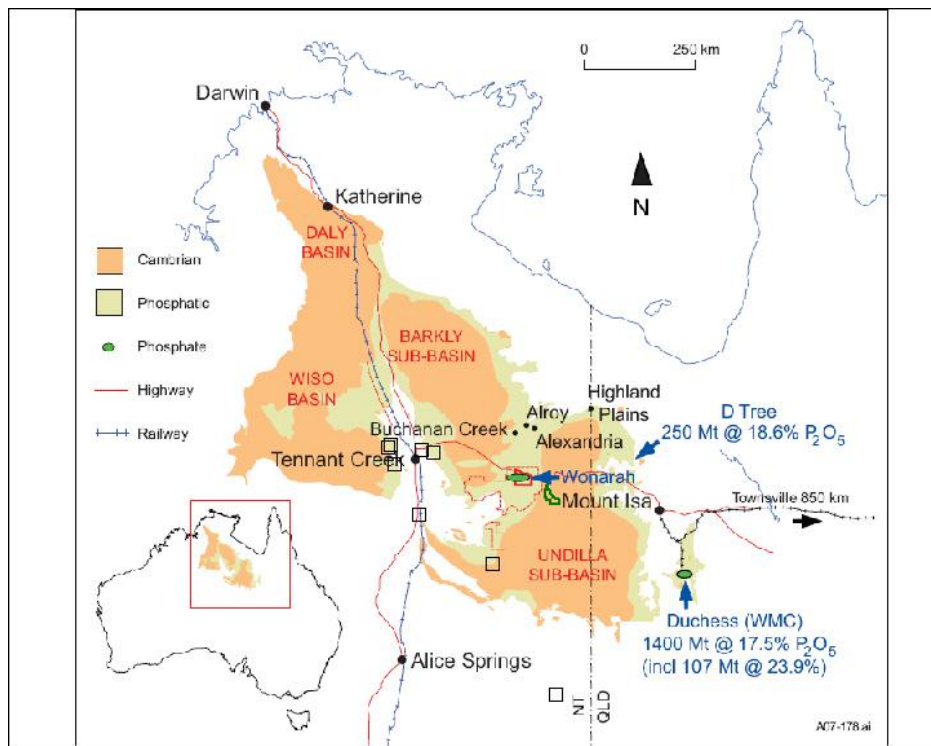 0
250 km
Darwin
N
Katherine
DALY
BASIN
Cambrian
Phosphatic
Phosphate
Highway
Railway
BARKLY
SUB-BASIN
WISO
BASIN
Highland
Plains
Alroy
Buchanan Creek
Alexandria
D Tree
250 Mt @ 18.6% P₂O₅
Tennant Creek
Wonarah
Mount Isa
Townsville 850 km
UNDILLA
SUB-BASIN
Duchess (WMC)
1400 Mt @ 17.5% P₂O₅
(incl 107 Mt @ 23.9%)
Alice Springs
NT
QLD
A07-178.ai